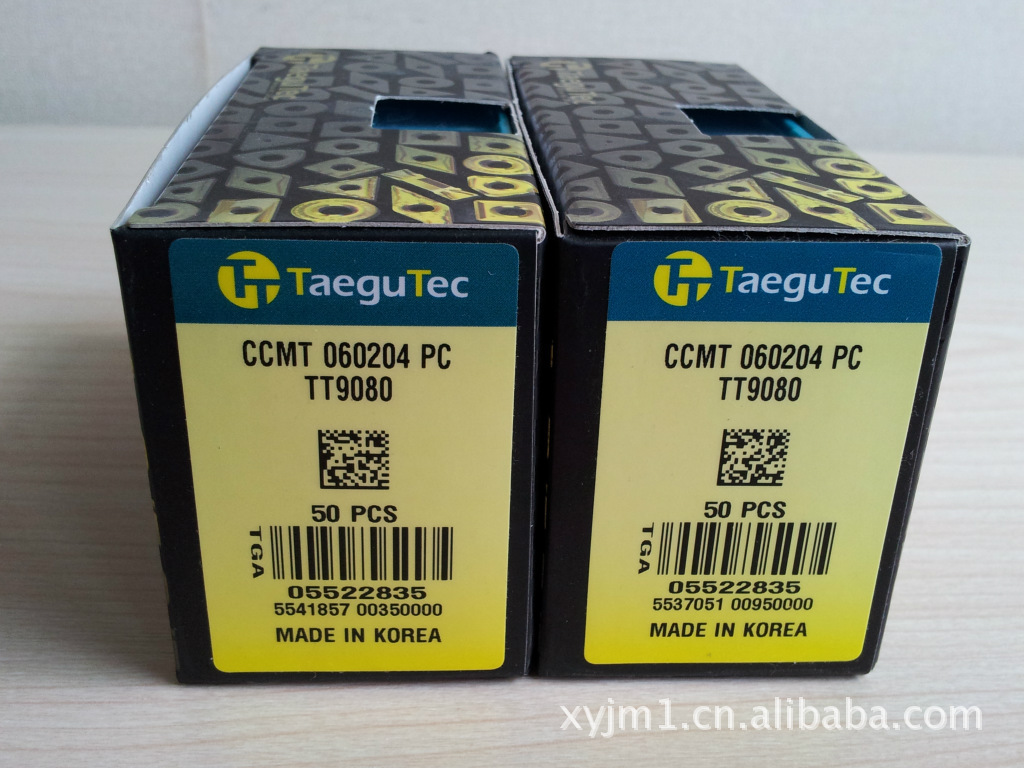 TaeguTec
CCMT 060204 PC
TT9080
50 PCS
TGA
05522835
5541857 00350000
MADE IN KOREA
TaeguTec
CCMT 060204 PC
TT9080
50 PCS
TGA
05522835
5537051 00950000
MADE IN KOREA
xyjm1.cn.alibaba.com